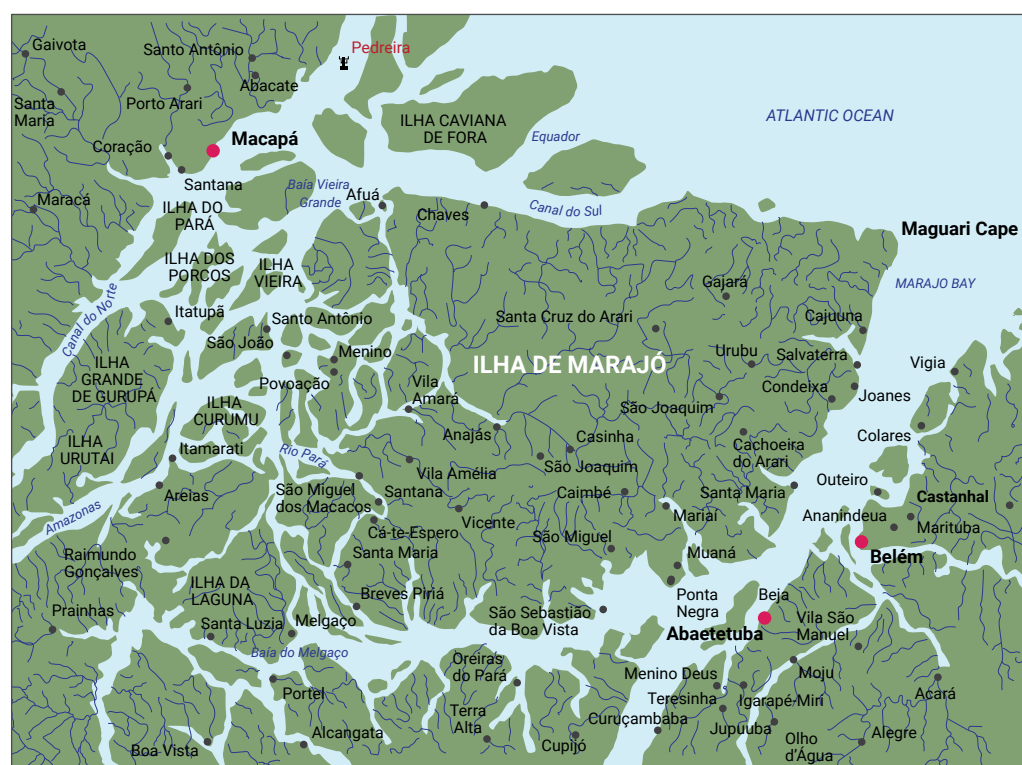 Gaivota
Santo Antônio
Pedreira
Abacate
Santa
Maria
Porto Arari
ILHA CAVIANA
DE FORA
ATLANTIC OCEAN
Equador
Macapá
Coração
Santana
Baía Vieira
Grande
Afuá
Maracá
ILHA DO
PARÁ
Chaves
Canal do Sul
Maguari Cape
ILHA DOS
PORCOS
ILHA
VIEIRA
MARAJO BAY
Gajará
Canal do Norte
Itatupã
Santo Antônio
Santa Cruz do Arari
Cajuuna
São João
Menino
Urubu
Salvaterra
Vigia
ILHA DE MARAJÓ
ILHA
GRANDE
DE GURUPÁ
Povoação
Vila
Amará
Condeixa
Joanes
ILHA
CURUMU
São Joaquim
Anajás
Casinha
Cachoeira
do Arari
Colares
ILHA
URUTAI
Itamarati
Rio Pará
Vila Amélia
São Joaquim
Outeiro
Areias
São Miguel
dos Macacos
Santana
Caimbé
Santa Maria
Castanhal
Amazonas
Vicente
Mariaí
Ananindeua
Marituba
Cá-te-Espero
São Miguel
Raimundo
Gonçalves
Santa Maria
Muaná
Belém
ILHA DA
LAGUNA
Breves Piriá
Ponta
Negra
Beja
Prainhas
Santa Luzia
Melgaço
São Sebastião
da Boa Vista
Abaetetuba
Vila São
Manuel
Baía do Melgaço
Oreiras
do Pará
Menino Deus
Moju
Portel
Teresinha
Igarapé-Miri
Acará
Terra
Alta
Curuçambaba
Jupuuba
Boa Vista
Alcangata
Cupijó
Olho
d'Água
Alegre